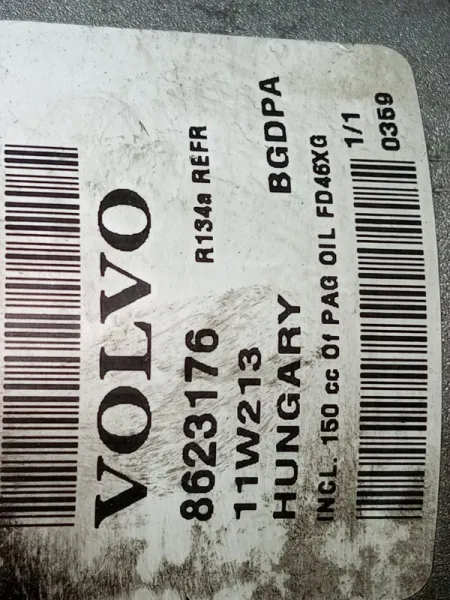 VOLVO
8623176 R134a REFR
11W213
HUNGARY BGDPA
INCL. 150 cc Of PAG OIL FD46XG
1/1
0359